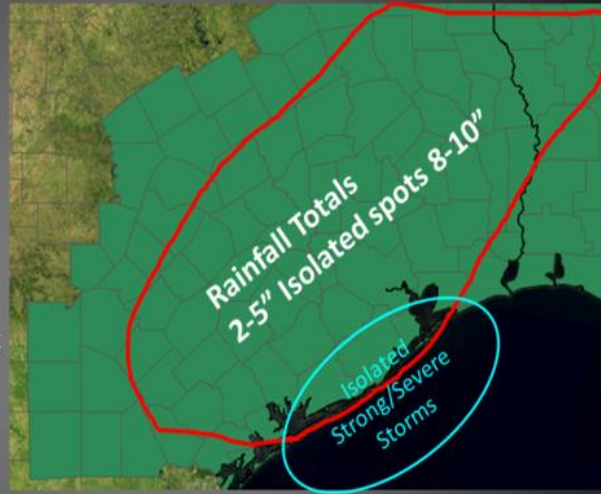 Rainfall Totals
2-5" Isolated spots 8-10"
Isolated
Strong/Severe
Storms